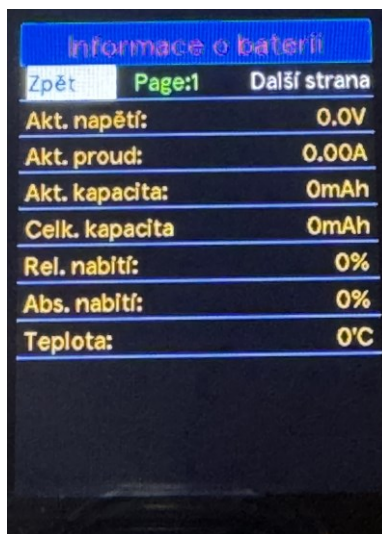 Informace o baterii
Zpět Page:1 Další strana
Akt. napětí: 0.0V
Akt. proud: 0.00A
Akt. kapacita: 0mAh
Celk. kapacita 0mAh
Rel. nabití: 0%
Abs. nabití: 0%
Teplota: 0'C